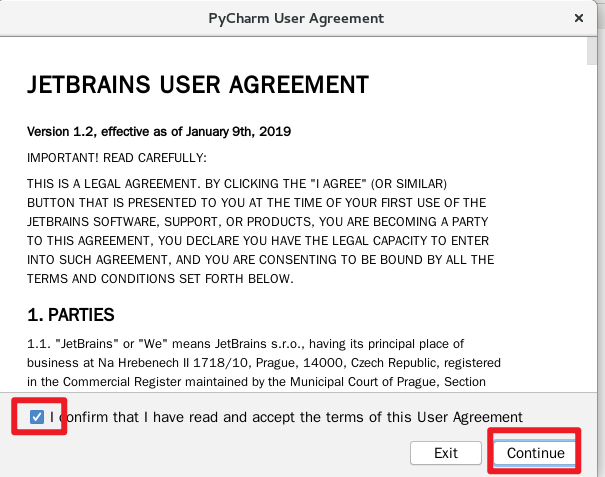 PyCharm User Agreement
JETBRAINS USER AGREEMENT
Version 1.2, effective as of January 9th, 2019
IMPORTANT! READ CAREFULLY:
THIS IS A LEGAL AGREEMENT. BY CLICKING THE "I AGREE" (OR SIMILAR)
BUTTON THAT IS PRESENTED TO YOU AT THE TIME OF YOUR FIRST USE OF THE
JETBRAINS SOFTWARE, SUPPORT, OR PRODUCTS, YOU ARE BECOMING A PARTY
TO THIS AGREEMENT, YOU DECLARE YOU HAVE THE LEGAL CAPACITY TO ENTER
INTO SUCH AGREEMENT, AND YOU ARE CONSENTING TO BE BOUND BY ALL THE
TERMS AND CONDITIONS SET FORTH BELOW.
1. PARTIES
1.1. "JetBrains" or "We" means JetBrains s.r.o., having its principal place of
business at Na Hrebenech II 1718/10, Prague, 14000, Czech Republic, registered
in the Commercial Register maintained by the Municipal Court of Prague, Section
I confirm that I have read and accept the terms of this User Agreement
Exit
Continue